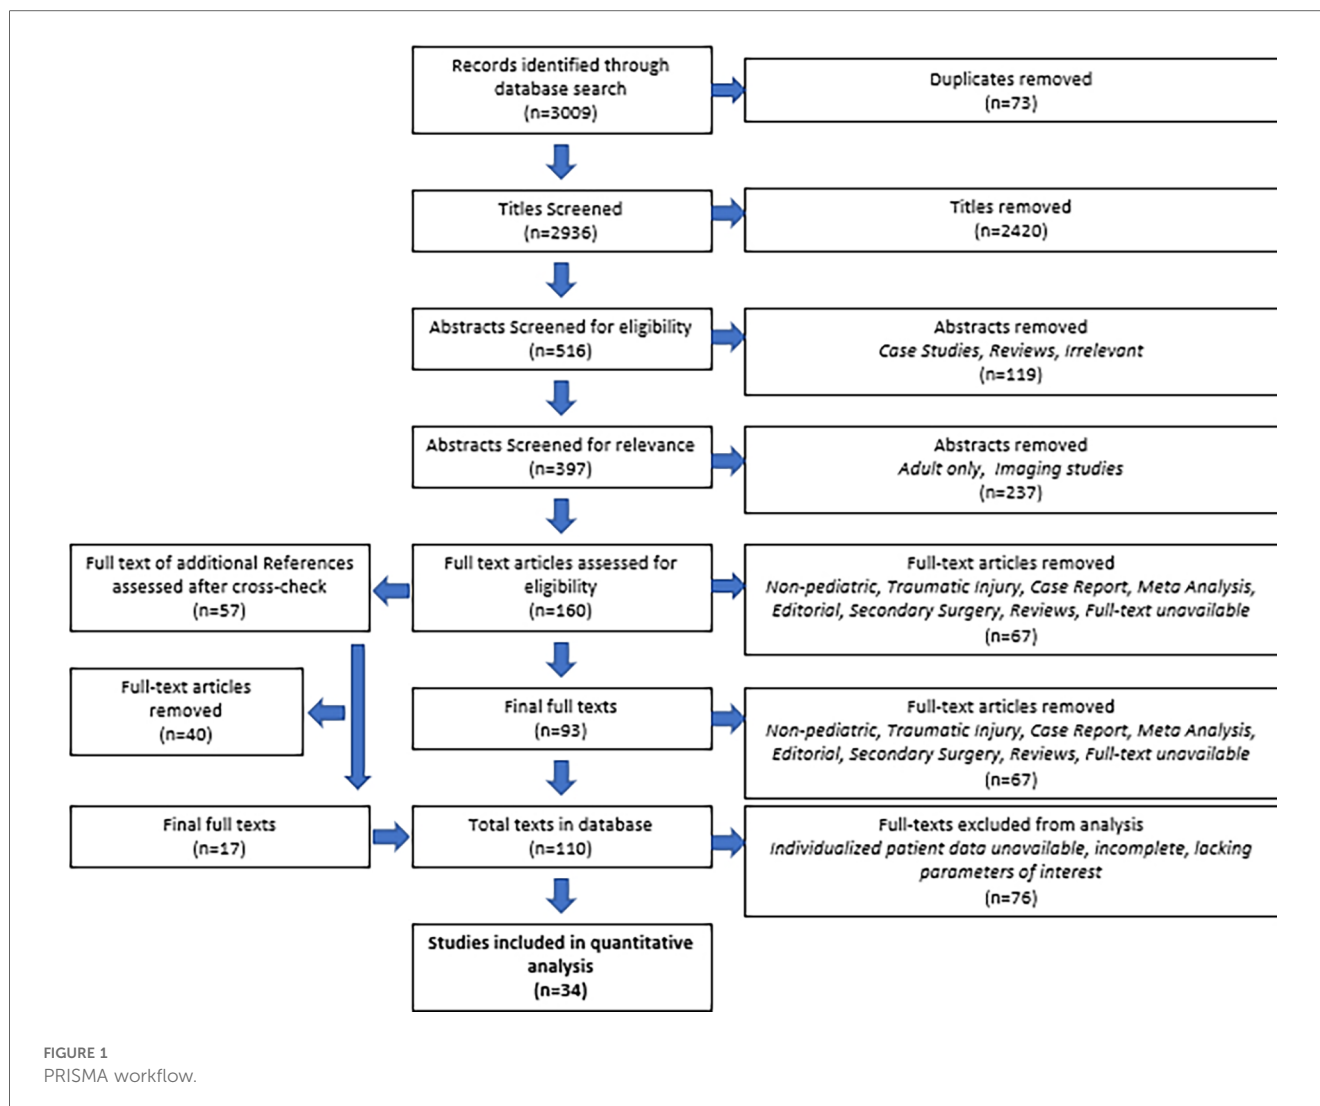 Records identified through
database search
(n=3009)
Duplicates removed
(n=73)
Titles Screened
(n=2936)
Titles removed
(n=2420)
Abstracts Screened for eligibility
(n=516)
Abstracts removed
Case Studies, Reviews, Irrelevant
(n=119)
Abstracts Screened for relevance
(n=397)
Abstracts removed
Adult only, Imaging studies
(n=237)
Full text of additional References
assessed after cross-check
(n=57)
Full text articles assessed for
eligibility
(n=160)
Full-text articles removed
Non-pediatric, Traumatic Injury, Case Report, Meta Analysis,
Editorial, Secondary Surgery, Reviews, Full-text unavailable
(n=67)
Full-text articles
removed
(n=40)
Final full texts
(n=93)
Full-text articles removed
Non-pediatric, Traumatic Injury, Case Report, Meta Analysis,
Editorial, Secondary Surgery, Reviews, Full-text unavailable
(n=67)
Final full texts
(n=17)
Total texts in database
(n=110)
Full-texts excluded from analysis
Individualized patient data unavailable, incomplete, lacking
parameters of interest
(n=76)
Studies included in quantitative
analysis
(n=34)
FIGURE 1
PRISMA workflow.